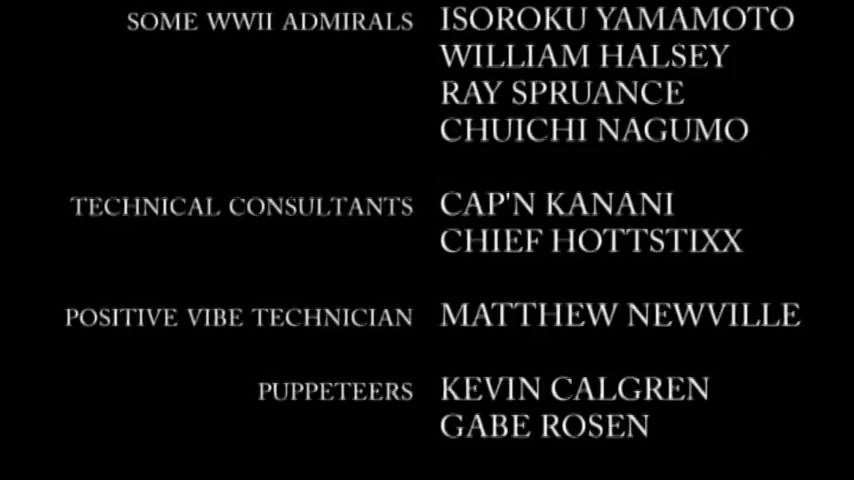 SOME WWII ADMIRALS ISOROKU YAMAMOTO
WILLIAM HALSEY
RAY SPRUANCE
CHUICHI NAGUMO
TECHNICAL CONSULTANTS CAP'N KANANI
CHIEF HOTTSTIXX
POSITIVE VIBE TECHNICIAN MATTHEW NEWVILLE
PUPPETEERS KEVIN CALGREN
GABE ROSEN